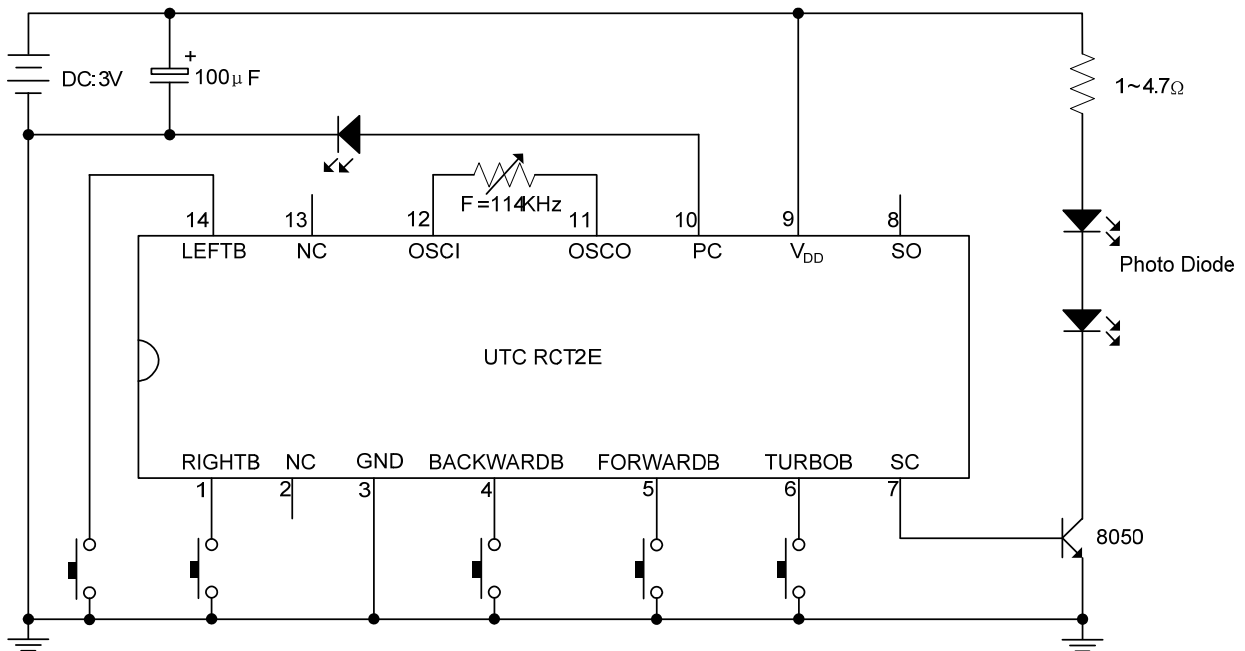 +
DC:3V
100μF
1~4.7Ω
F=114KHz
14 13 12 11 10 9 8
LEFTB NC OSCI OSCO PC VDD SO
Photo Diode
UTC RCT2E
RIGHTB NC GND BACKWARDB FORWARDB TURBOB SC
1 2 3 4 5 6 7
8050